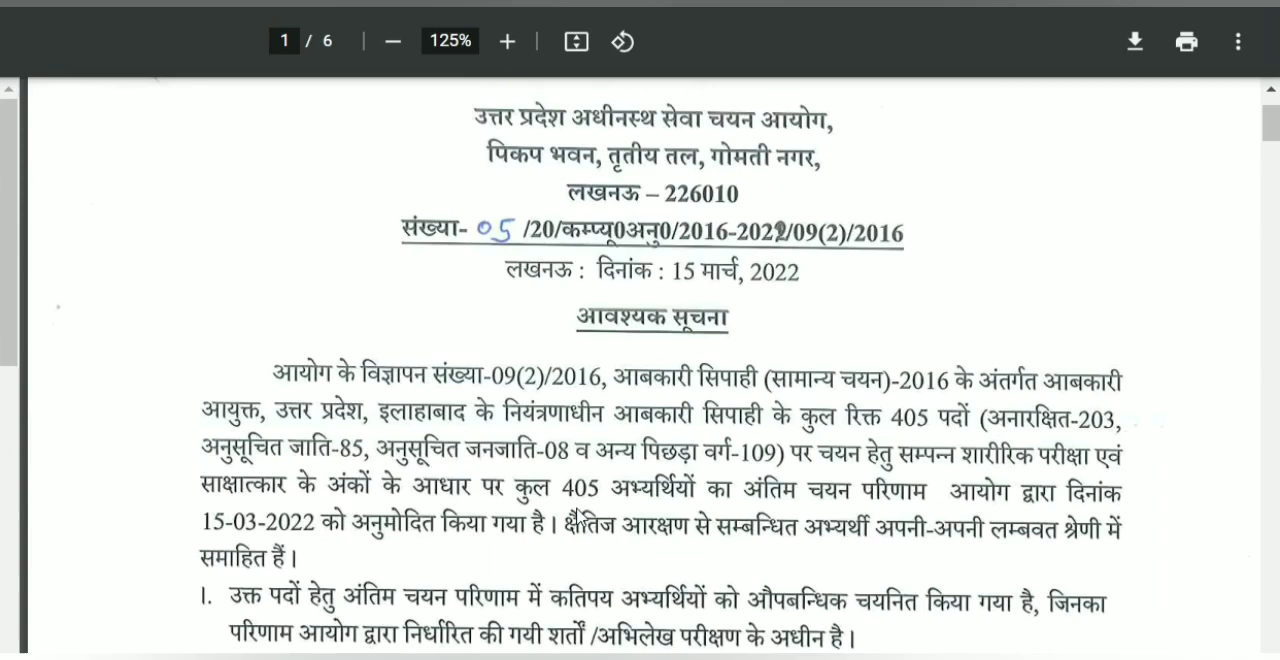 1 / 6 125%
उत्तर प्रदेश अधीनस्थ सेवा चयन आयोग,
पिकप भवन, तृतीय तल, गोमती नगर,
लखनऊ – 226010
संख्या- 05 /20/कम्प्यू0अनु0/2016-2022/09(2)/2016
लखनऊ : दिनांक : 15 मार्च, 2022
आवश्यक सूचना
आयोग के विज्ञापन संख्या-09(2)/2016, आबकारी सिपाही (सामान्य चयन)-2016 के अंतर्गत आबकारी
आयुक्त, उत्तर प्रदेश, इलाहाबाद के नियंत्रणाधीन आबकारी सिपाही के कुल रिक्त 405 पदों (अनारक्षित-203,
अनुसूचित जाति-85, अनुसूचित जनजाति-08 व अन्य पिछड़ा वर्ग-109) पर चयन हेतु सम्पन्न शारीरिक परीक्षा एवं
साक्षात्कार के अंकों के आधार पर कुल 405 अभ्यर्थियों का अंतिम चयन परिणाम आयोग द्वारा दिनांक
15-03-2022 को अनुमोदित किया गया है। क्षैतिज आरक्षण से सम्बन्धित अभ्यर्थी अपनी-अपनी लम्बवत श्रेणी में
समाहित हैं।
I. उक्त पदों हेतु अंतिम चयन परिणाम में कतिपय अभ्यर्थियों को औपबन्धिक चयनित किया गया है, जिनका
परिणाम आयोग द्वारा निर्धारित की गयी शर्तों /अभिलेख परीक्षण के अधीन है।